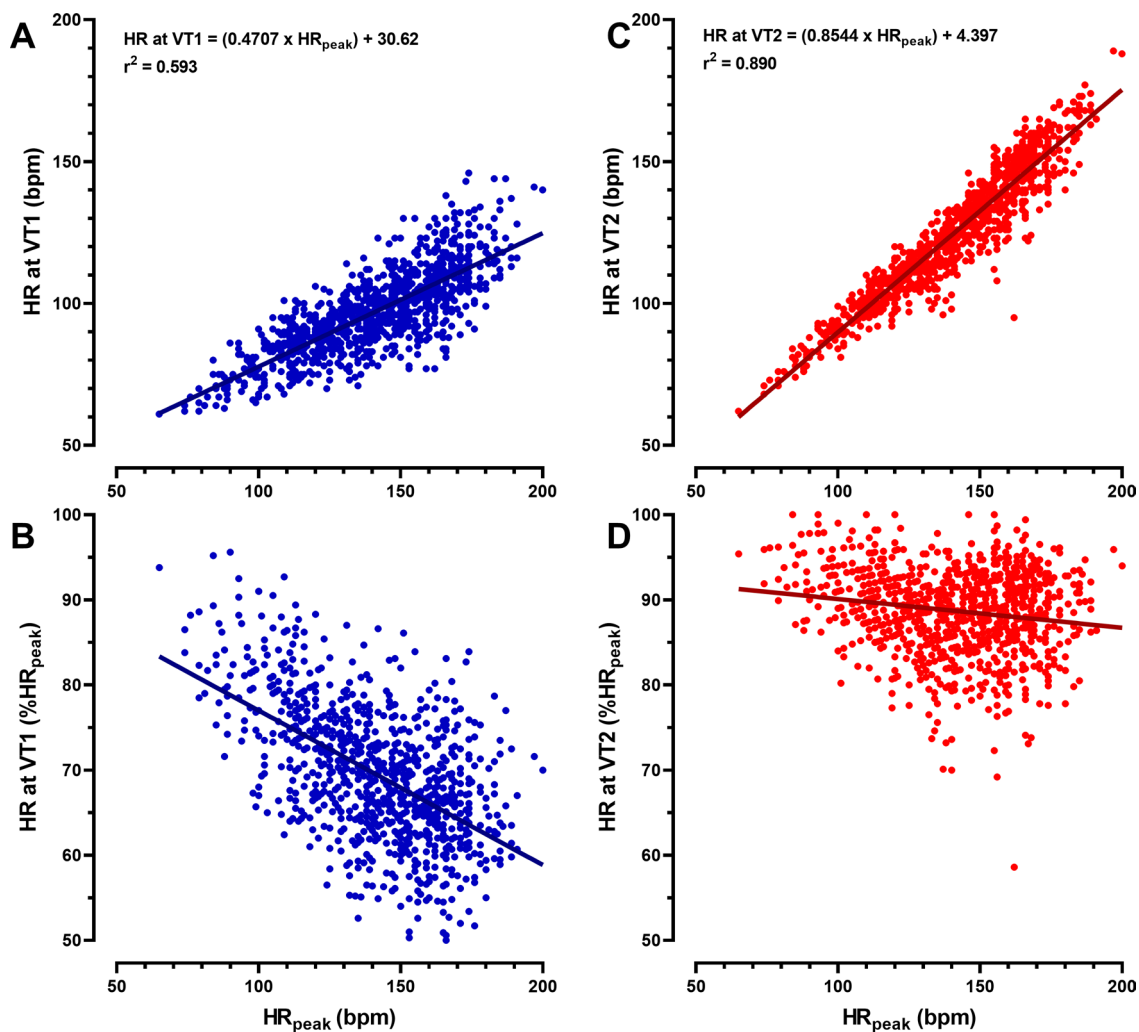 A
HR at VT1 = (0.4707 x HRpeak) + 30.62
r² = 0.593
200
150
100
50
HR at VT1 (bpm)
50 100 150 200
C
HR at VT2 = (0.8544 x HRpeak) + 4.397
r² = 0.890
200
150
100
50
HR at VT2 (bpm)
50 100 150 200
B
100
90
80
70
60
50
HR at VT1 (%HRpeak)
50 100 150 200
HRpeak (bpm)
D
100
90
80
70
60
50
HR at VT2 (%HRpeak)
50 100 150 200
HRpeak (bpm)